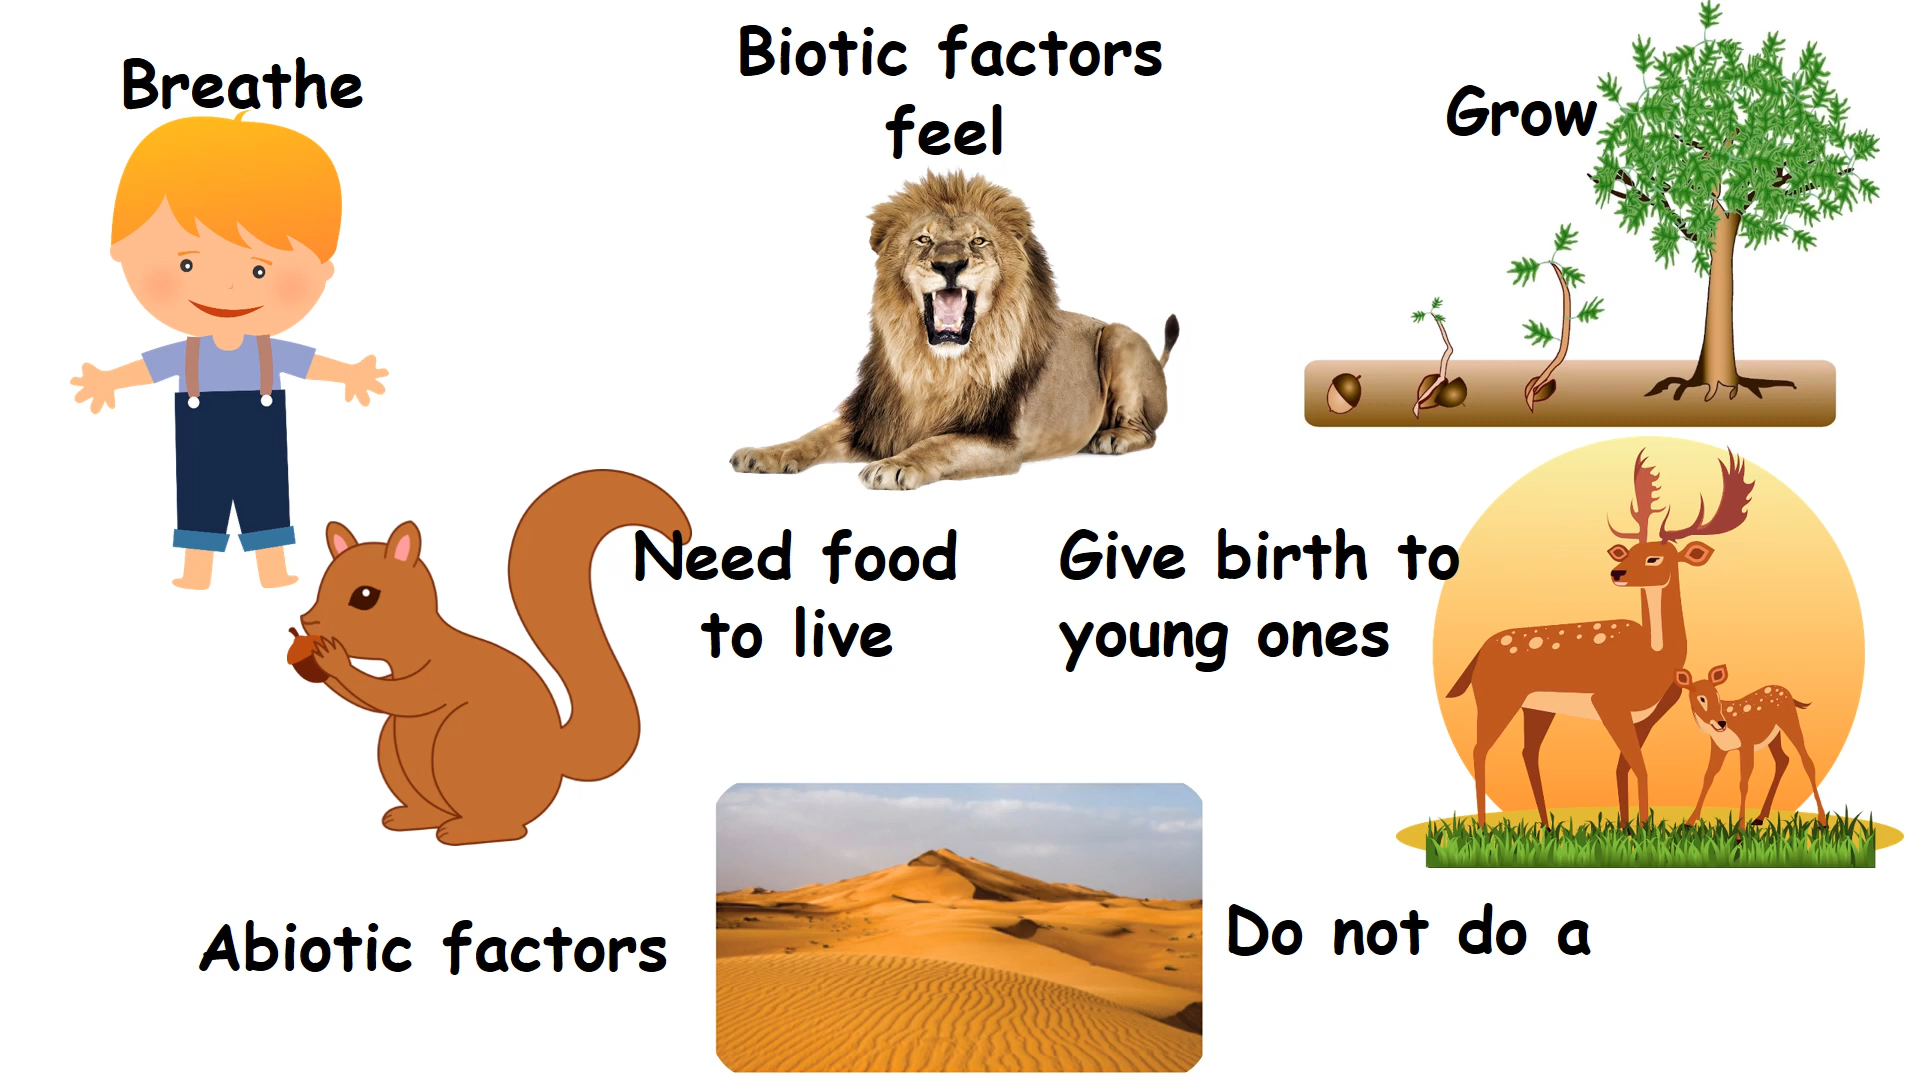 Breathe
Biotic factors
feel
Grow
Need food
to live
Give birth to
young ones
Abiotic factors
Do not do a